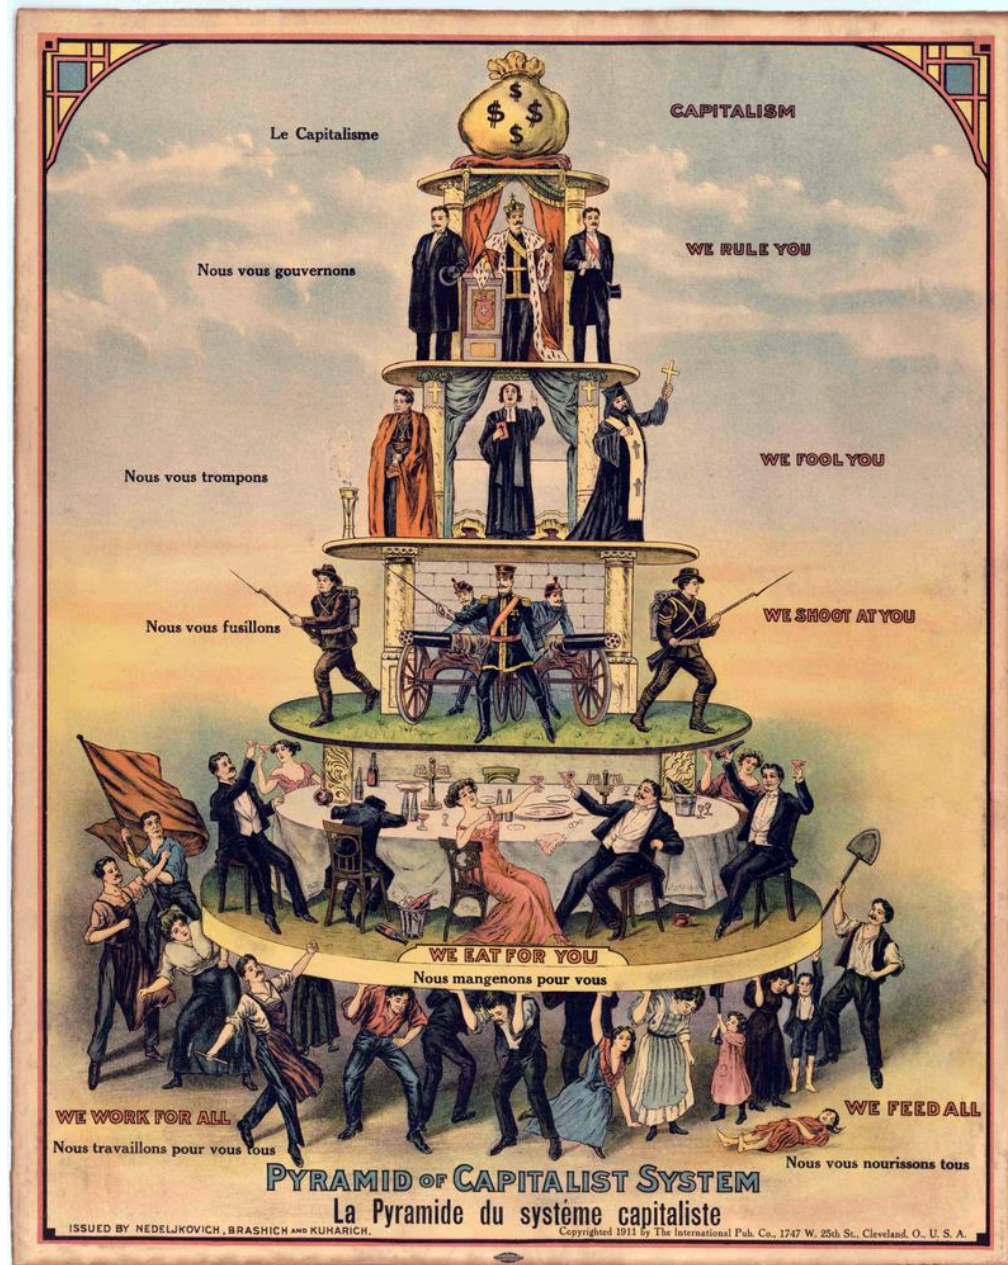 Le Capitalisme
CAPITALISM
Nous vous gouvernons
WE RULE YOU
Nous vous trompons
WE FOOL YOU
Nous vous fusillons
WE SHOOT AT YOU
WE EAT FOR YOU
Nous mangenons pour vous
WE WORK FOR ALL
Nous travaillons pour vous tous
WE FEED ALL
Nous vous nourissons tous
PYRAMID OF CAPITALIST SYSTEM
La Pyramide du systéme capitaliste
ISSUED BY NEDELJKOVICH, BRASHICH AND KUHARICH.
Copyrighted 1911 by The International Pub. Co., 1747 W. 25th St., Cleveland, O., U. S. A.